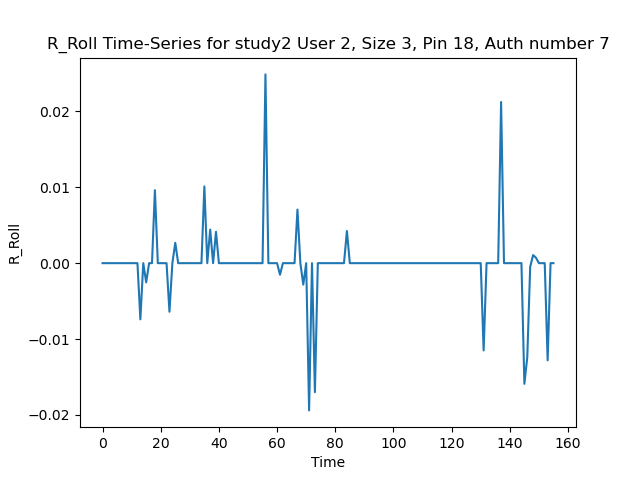 R_Roll Time-Series for study2 User 2, Size 3, Pin 18, Auth number 7
0.02
0.01
0.00
−0.01
−0.02
R_Roll
0 20 40 60 80 100 120 140 160
Time